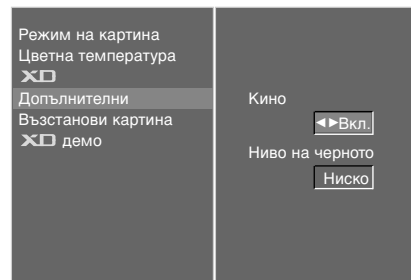 Режим на картина
Цветна температура
XD
Допълнителни
Възстанови картина
XD демо
Кино
◄►Вкл.
Ниво на черното
Ниско